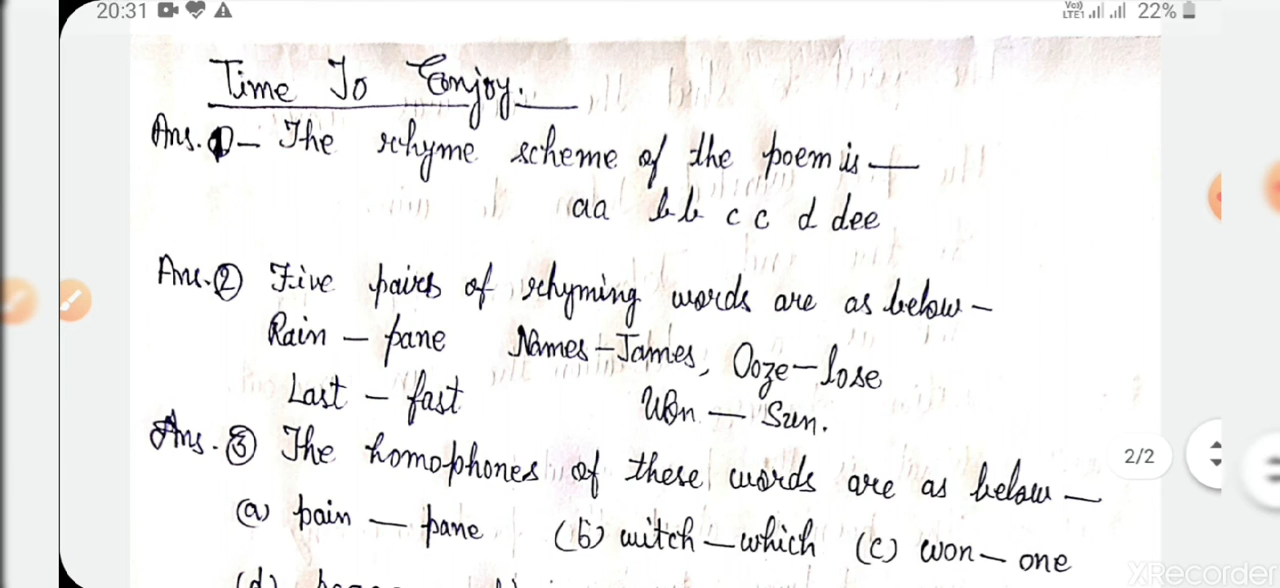 20:31
Vo)) LTE1 22%
Time To Enjoy:—
Ans. 1 – The rhyme scheme of the poem is —
aa bb c c d dee
Ans. ② Five pairs of rhyming words are as below –
Rain – pane Names – James, Ooze – lose
Last – fast Won – Sun.
Ans. ③ The homophones of these words are as below —
(a) pain — pane (b) witch – which (c) won – one
(d)
2/2
XRecorder